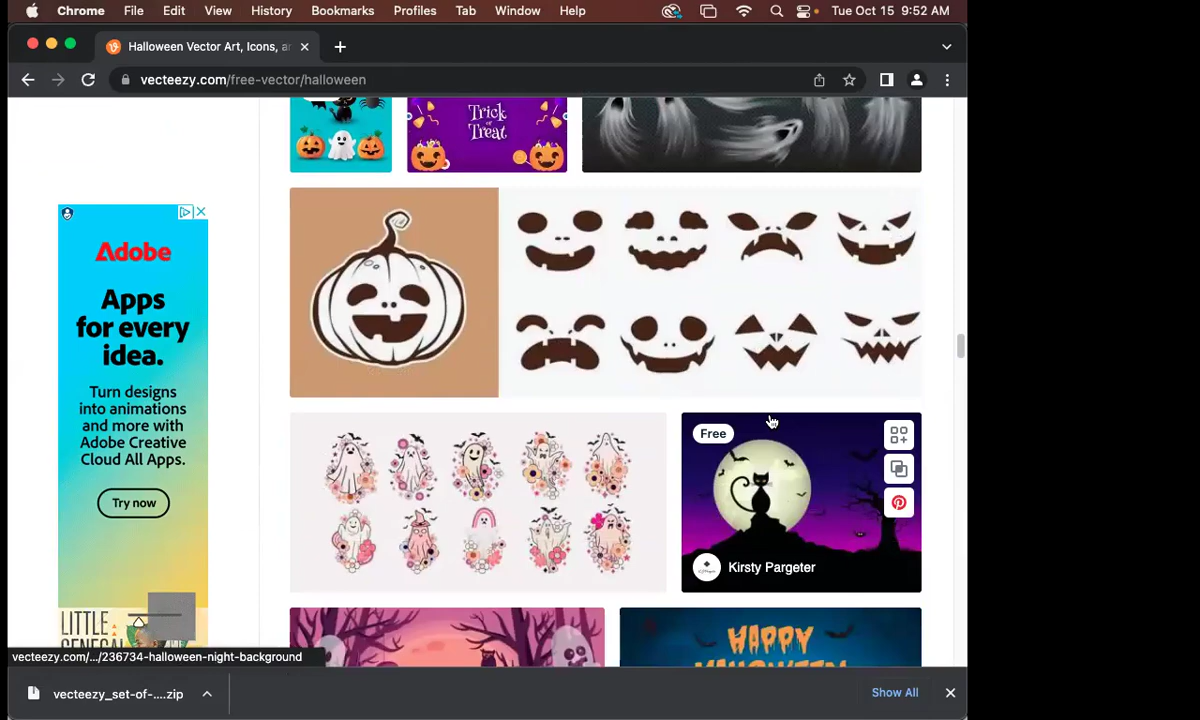 Chrome File Edit View History Bookmarks Profiles Tab Window Help Tue Oct 15 9:52 AM
Halloween Vector Art, Icons, an
vecteezy.com/free-vector/halloween
Trick
or
Treat
Adobe
Apps
for every
idea.
Turn designs
into animations
and more with
Adobe Creative
Cloud All Apps.
Try now
Free
Kirsty Pargeter
LITTLE
HAPPY
HALLOWEEN
vecteezy.com/.../236734-halloween-night-background
vecteezy_set-of-....zip
Show All